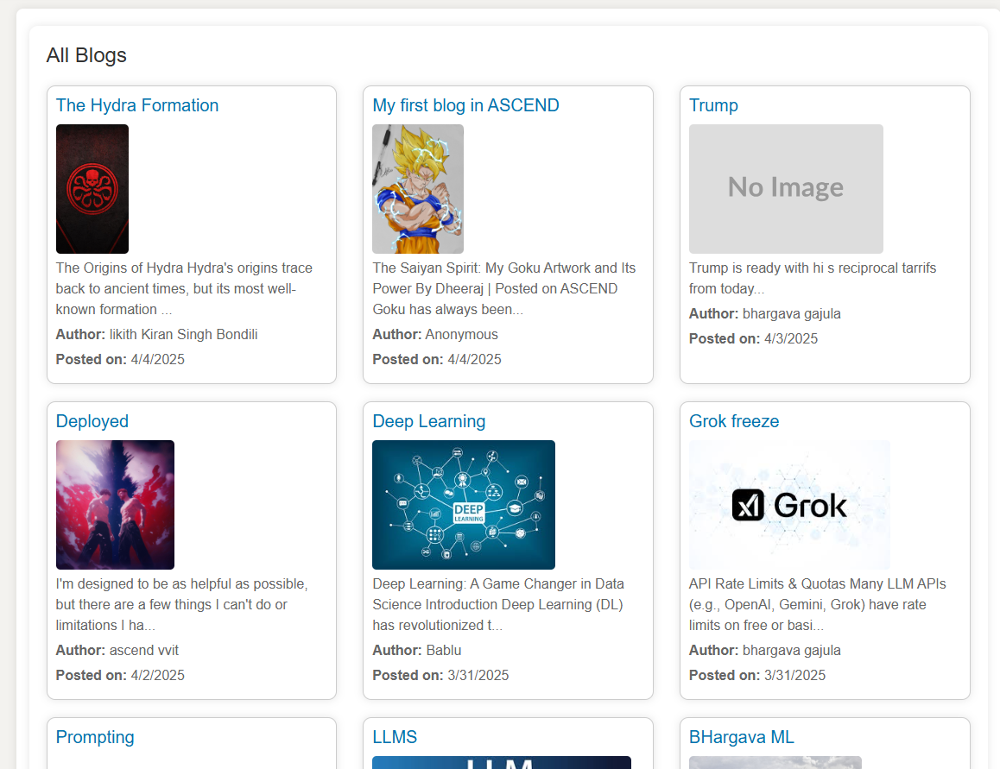 All Blogs
The Hydra Formation
The Origins of Hydra Hydra's origins trace
back to ancient times, but its most well-
known formation ...
Author: likith Kiran Singh Bondili
Posted on: 4/4/2025
My first blog in ASCEND
The Saiyan Spirit: My Goku Artwork and Its
Power By Dheeraj | Posted on ASCEND
Goku has always been...
Author: Anonymous
Posted on: 4/4/2025
Trump
No Image
Trump is ready with hi s reciprocal tarrifs
from today...
Author: bhargava gajula
Posted on: 4/3/2025
Deployed
I'm designed to be as helpful as possible,
but there are a few things I can't do or
limitations I ha...
Author: ascend vvit
Posted on: 4/2/2025
Deep Learning
DEEP
LEARNING
Deep Learning: A Game Changer in Data
Science Introduction Deep Learning (DL)
has revolutionized t...
Author: Bablu
Posted on: 3/31/2025
Grok freeze
Grok
API Rate Limits & Quotas Many LLM APIs
(e.g., OpenAI, Gemini, Grok) have rate
limits on free or basi...
Author: bhargava gajula
Posted on: 3/31/2025
Prompting
LLMS
LLM
BHargava ML